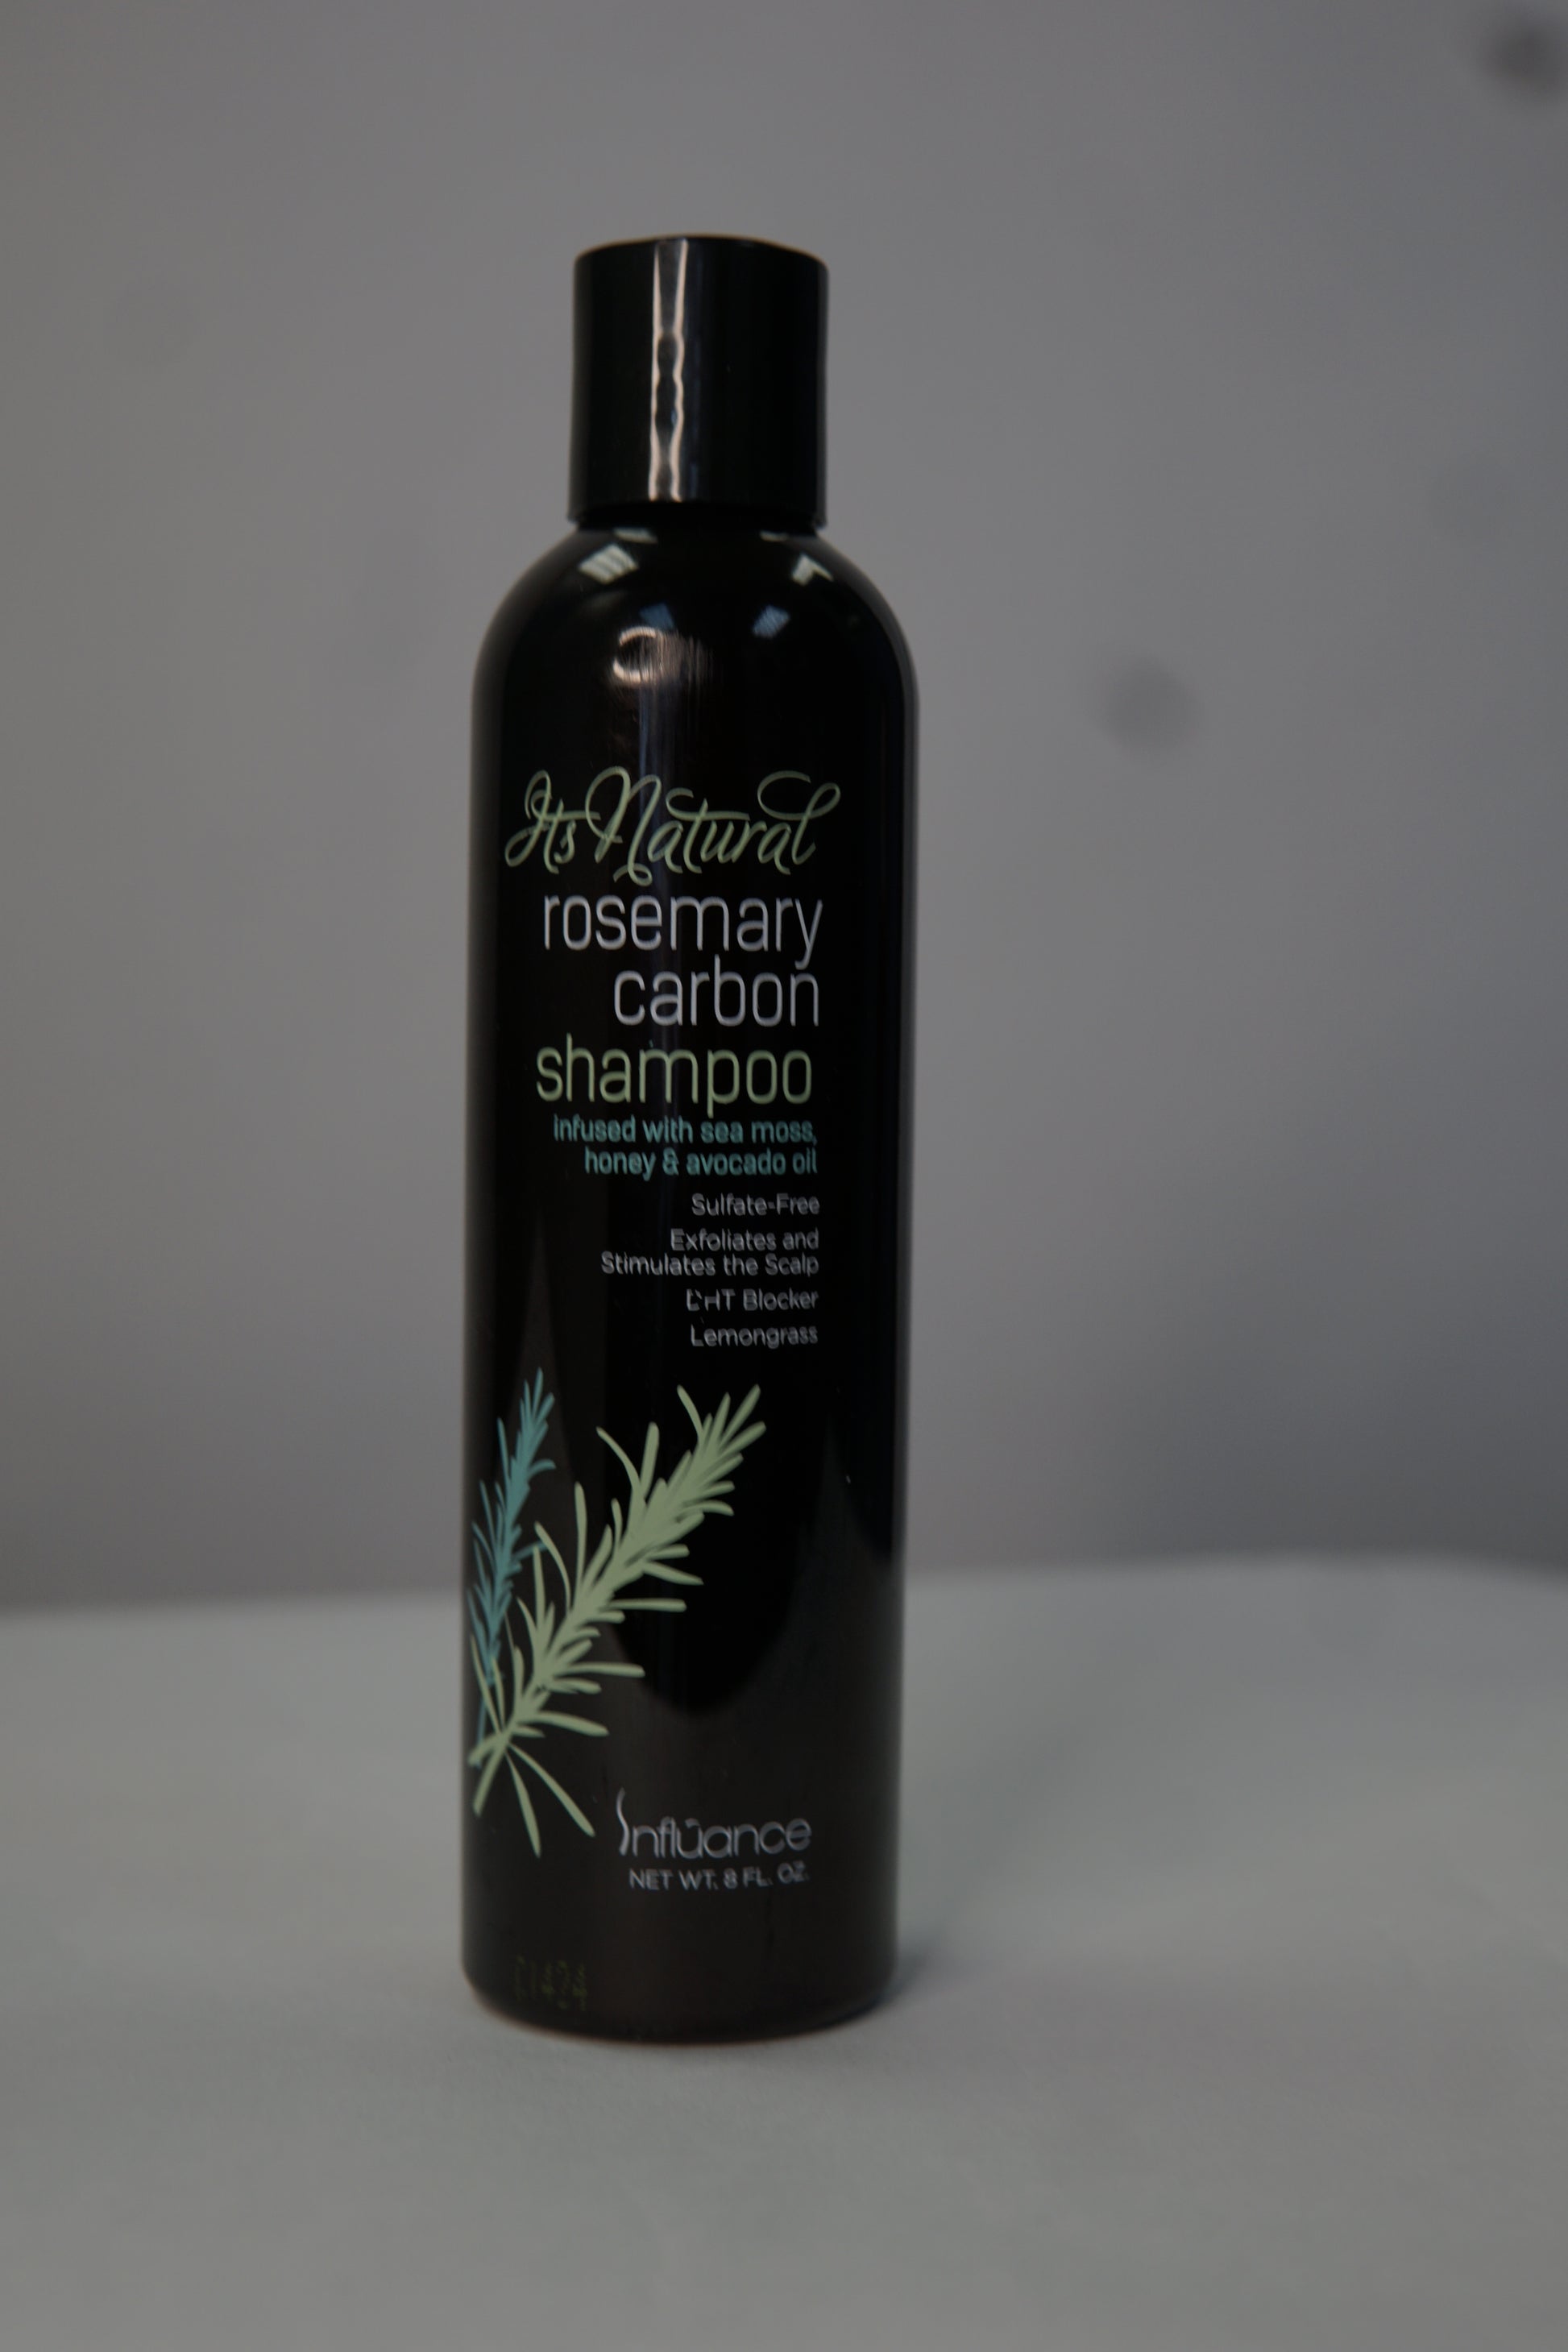 Its Natural
rosemary
carbon
shampoo
infused with sea moss,
honey & avocado oil
Sulfate-Free
Exfoliates and
Stimulates the Scalp
DHT Blocker
Lemongrass
Influance
NET WT. 8 FL. OZ.